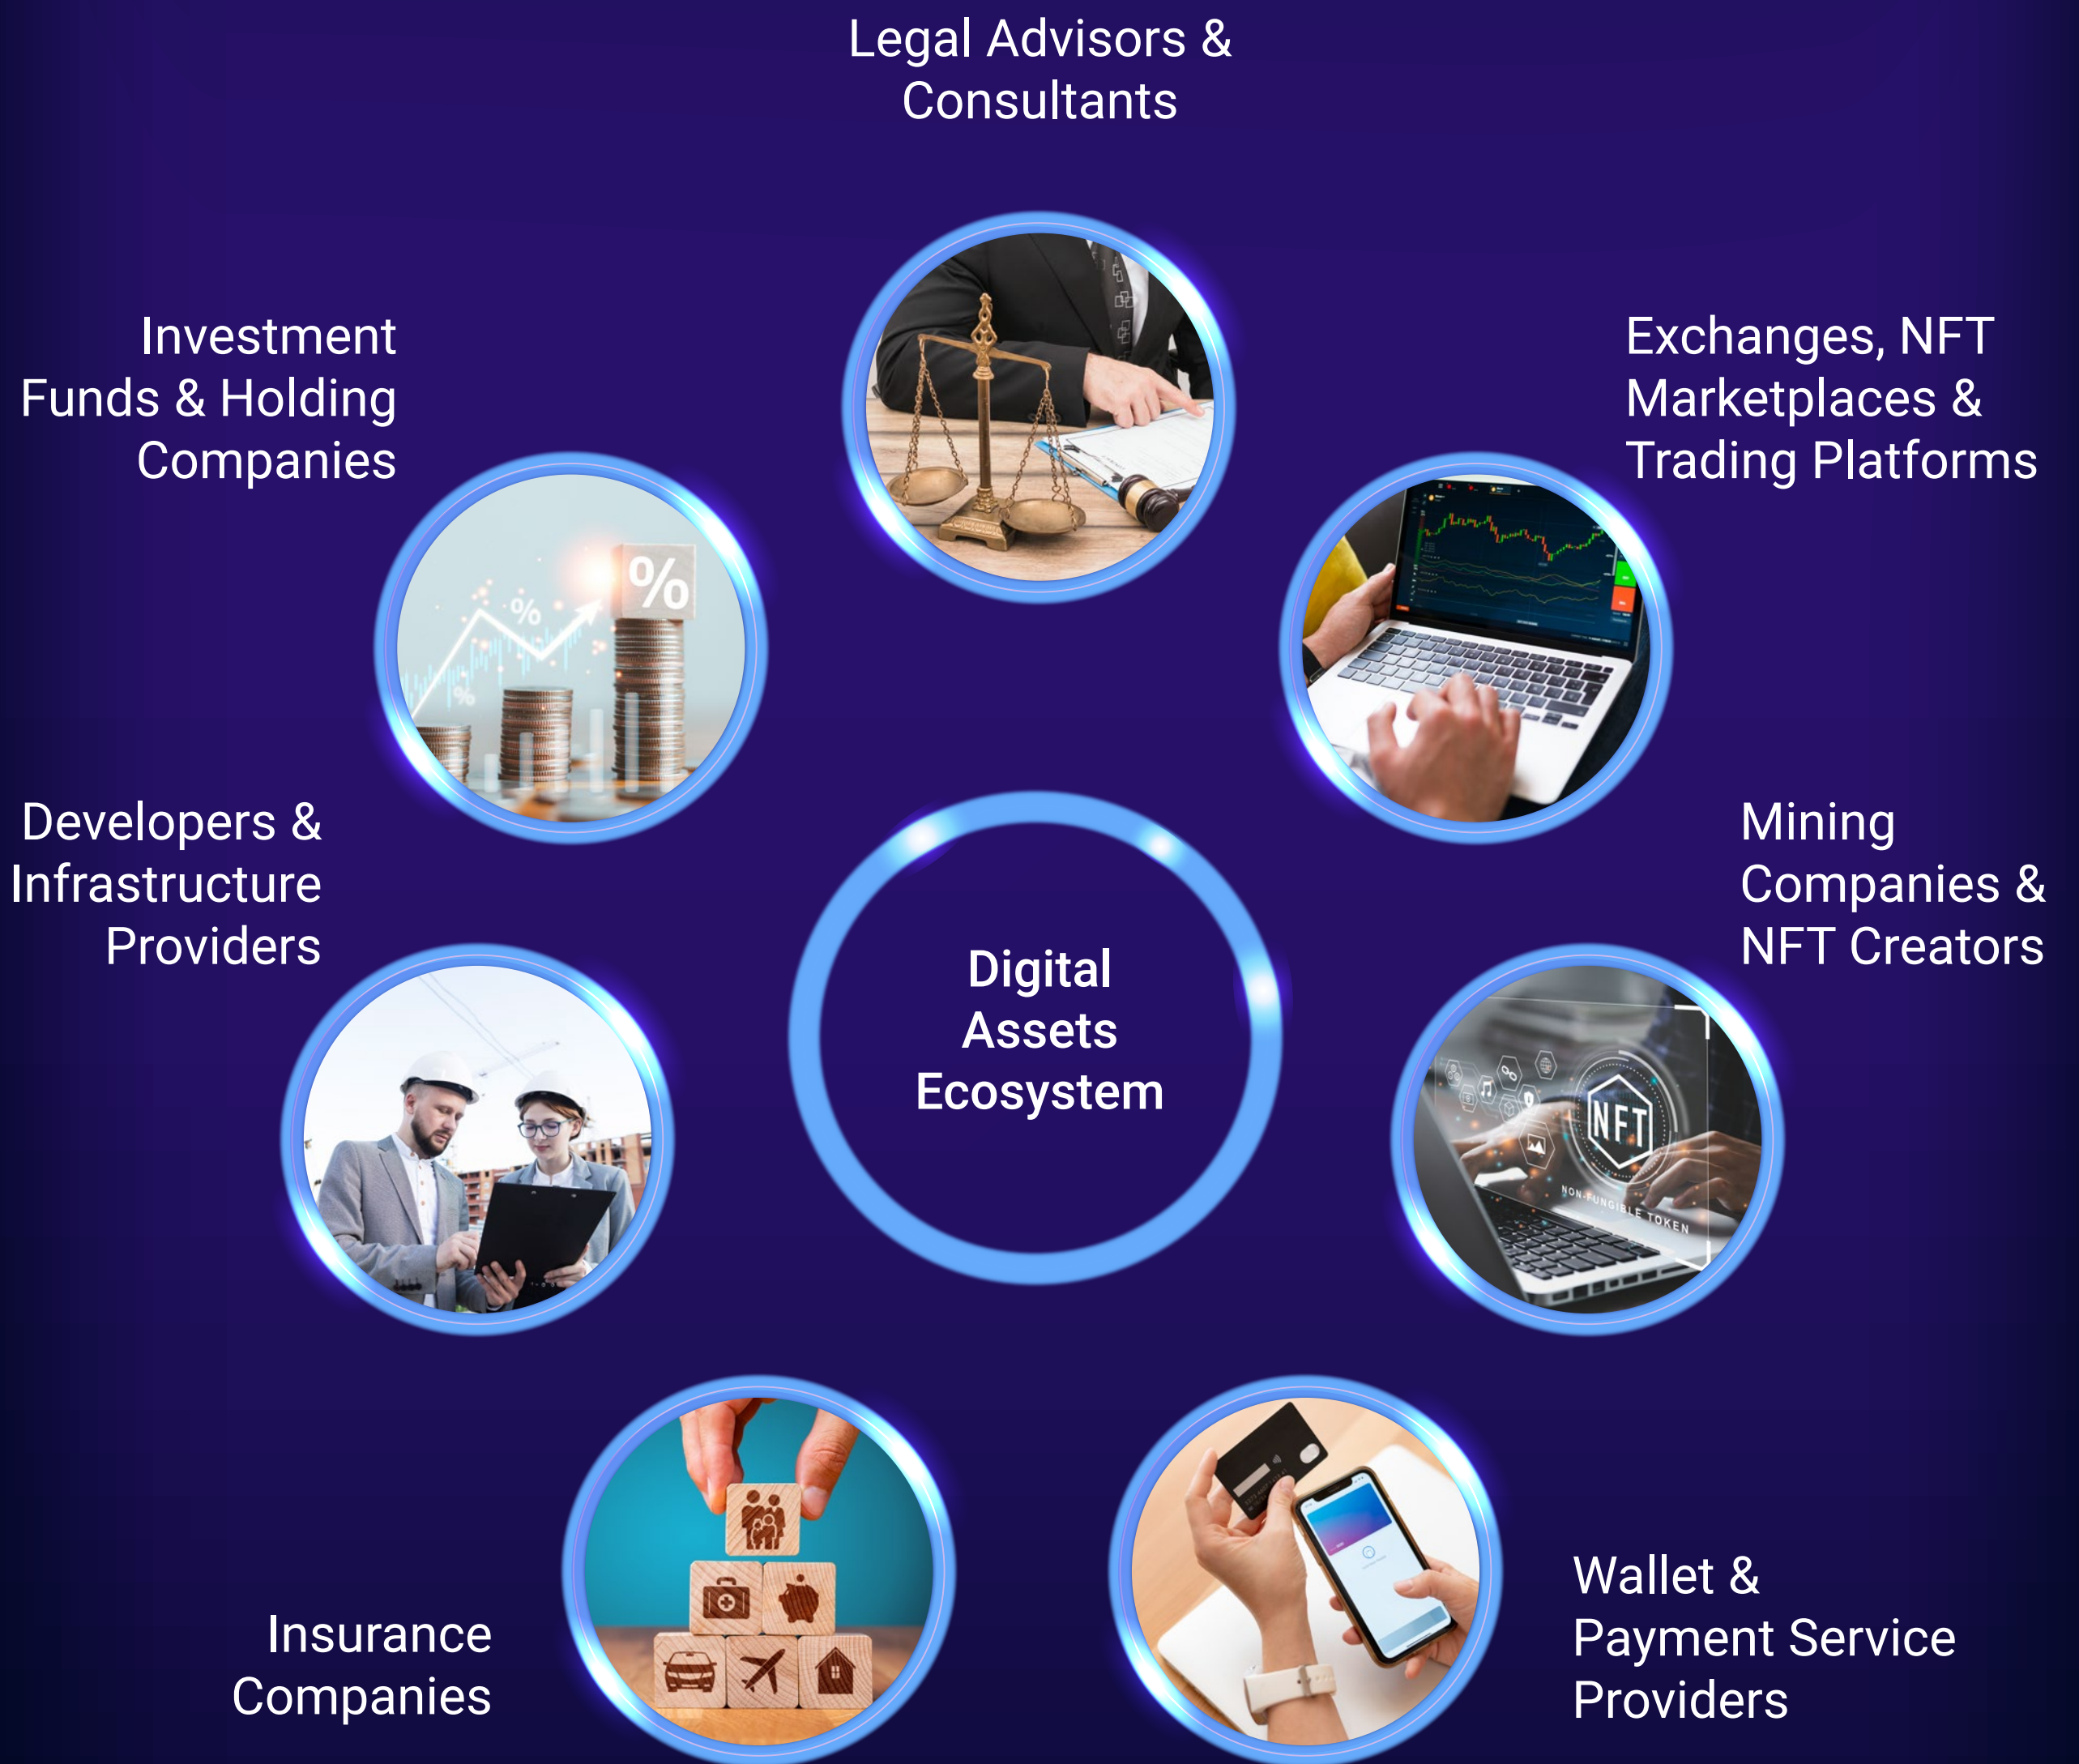 Legal Advisors &
Consultants
Investment
Funds & Holding
Companies
Exchanges, NFT
Marketplaces &
Trading Platforms
%
%
%
Developers &
Infrastructure
Providers
Mining
Companies &
NFT Creators
Digital
Assets
Ecosystem
NFT
NON-FUNGIBLE TOKEN
Insurance
Companies
Wallet &
Payment Service
Providers